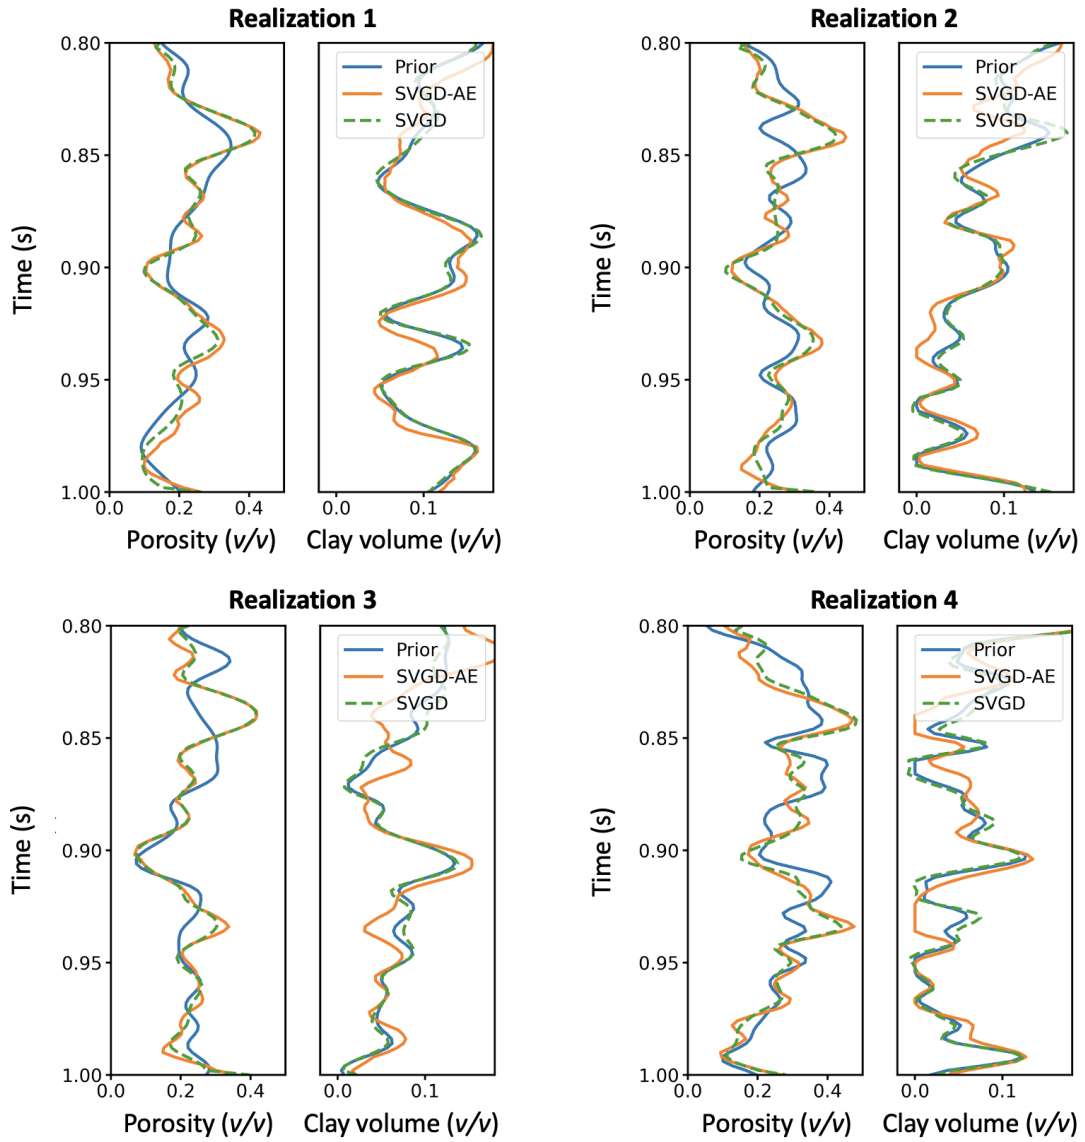 Realization 1
Time (s)
0.80
0.85
0.90
0.95
1.00
0.0 0.2 0.4
Porosity (v/v)
Prior
SVGD-AE
SVGD
0.0 0.1
Clay volume (v/v)
Realization 2
Time (s)
0.80
0.85
0.90
0.95
1.00
0.0 0.2 0.4
Porosity (v/v)
Prior
SVGD-AE
SVGD
0.0 0.1
Clay volume (v/v)
Realization 3
Time (s)
0.80
0.85
0.90
0.95
1.00
0.0 0.2 0.4
Porosity (v/v)
Prior
SVGD-AE
SVGD
0.0 0.1
Clay volume (v/v)
Realization 4
Time (s)
0.80
0.85
0.90
0.95
1.00
0.0 0.2 0.4
Porosity (v/v)
Prior
SVGD-AE
SVGD
0.0 0.1
Clay volume (v/v)